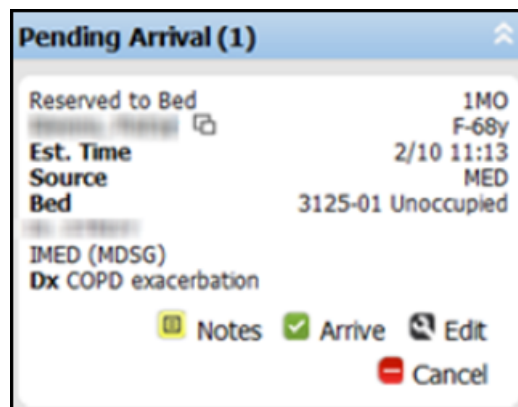 Pending Arrival (1)
Reserved to Bed 1MO
F-68y
Est. Time 2/10 11:13
Source MED
Bed 3125-01 Unoccupied
IMED (MDSG)
Dx COPD exacerbation
Notes Arrive Edit
Cancel